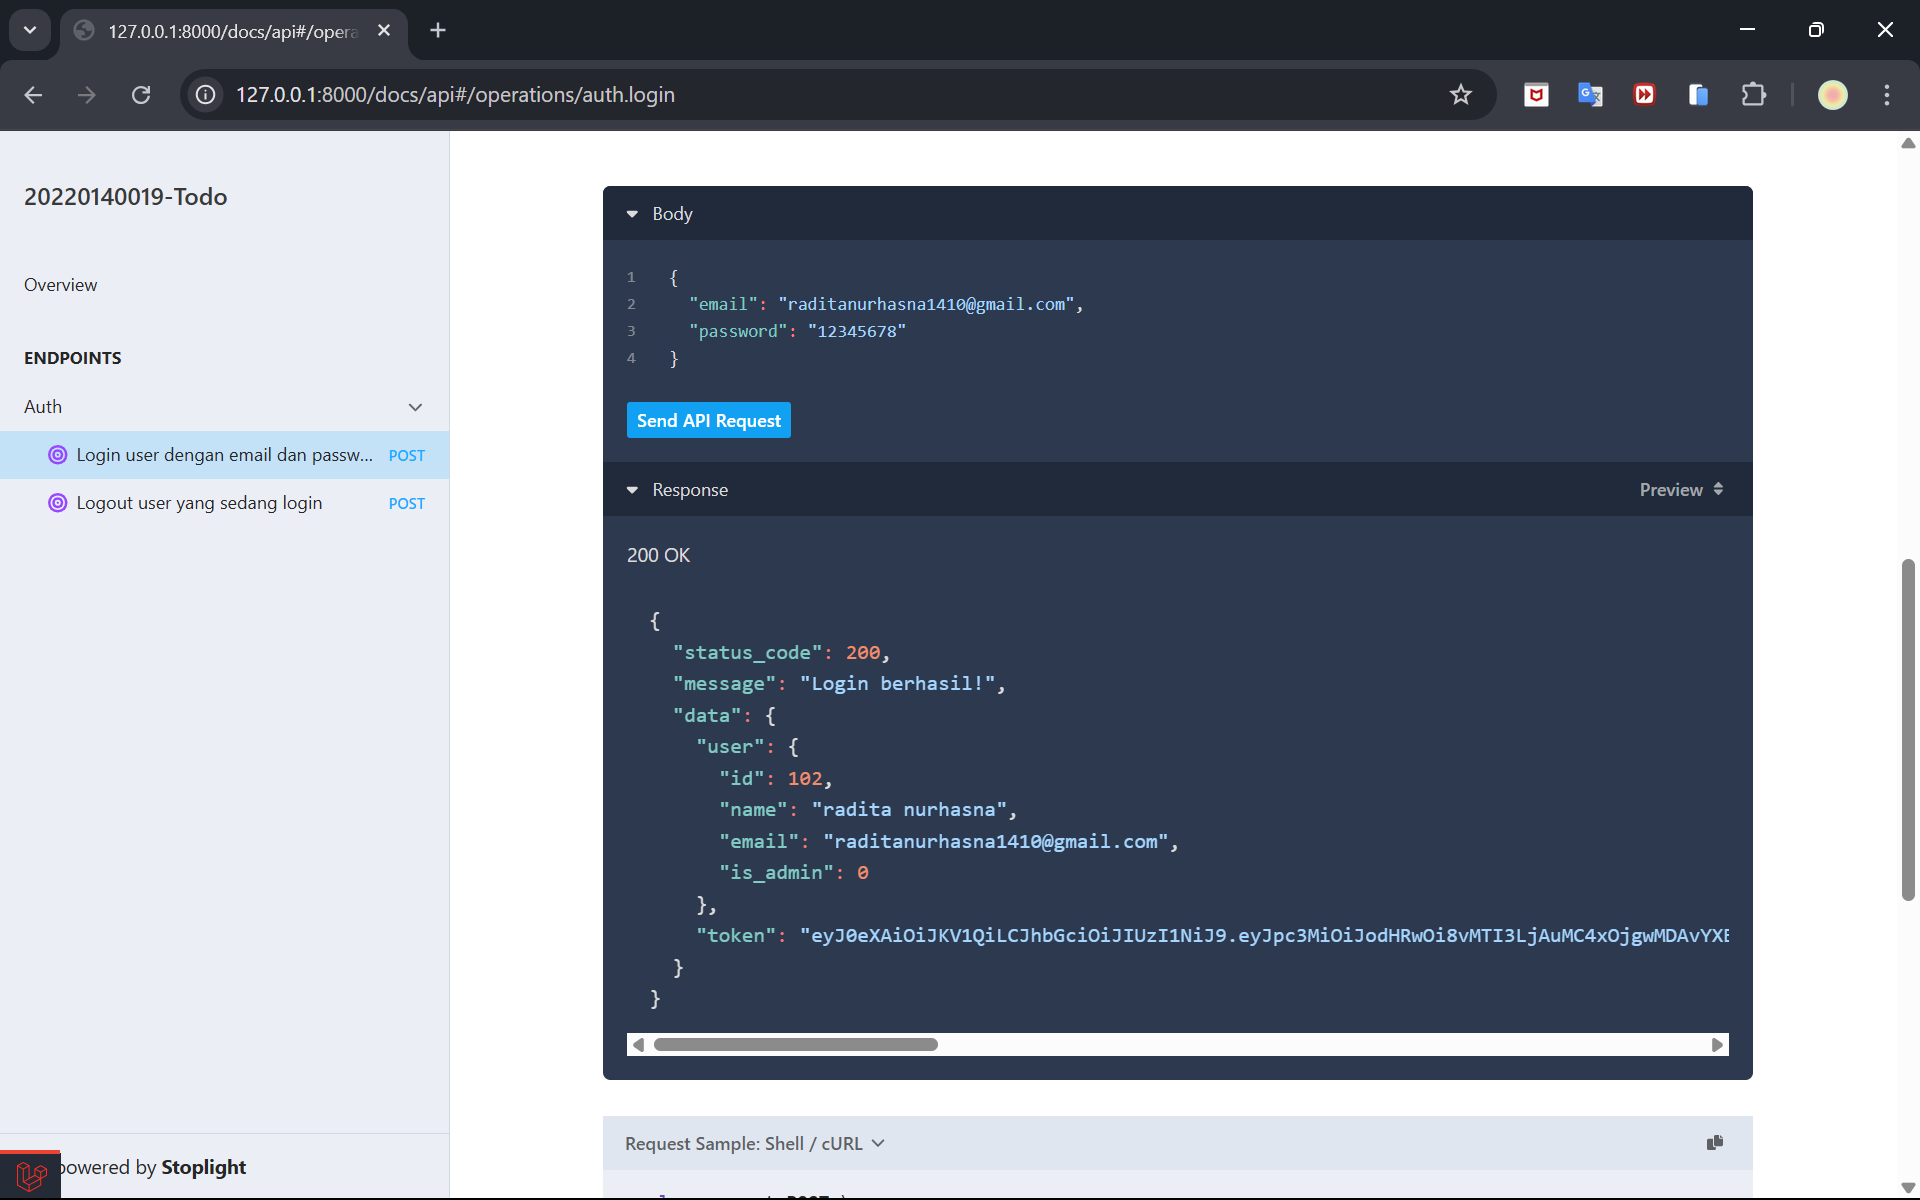 127.0.0.1:8000/docs/api#/opera
127.0.0.1:8000/docs/api#/operations/auth.login
20220140019-Todo
Overview
ENDPOINTS
Auth
Login user dengan email dan passw... POST
Logout user yang sedang login POST
powered by Stoplight
Body
1 {
2 "email": "raditanurhasna1410@gmail.com",
3 "password": "12345678"
4 }
Send API Request
Response Preview
200 OK
{
"status_code": 200,
"message": "Login berhasil!",
"data": {
"user": {
"id": 102,
"name": "radita nurhasna",
"email": "raditanurhasna1410@gmail.com",
"is_admin": 0
},
"token": "eyJ0eXAiOiJKV1QiLCJhbGciOiJIUzI1NiJ9.eyJpc3MiOiJodHRwOi8vMTI3LjAuMC4xOjgwMDAvYXB
}
}
Request Sample: Shell / cURL